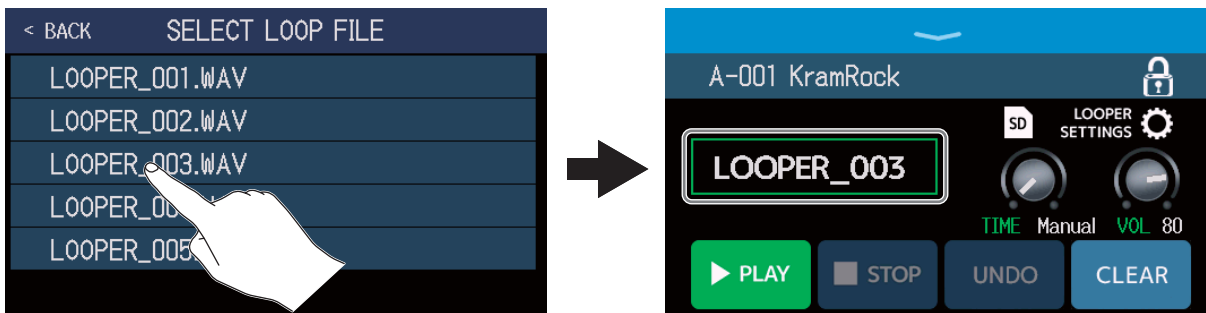 < BACK SELECT LOOP FILE
LOOPER_001.WAV
LOOPER_002.WAV
LOOPER_003.WAV
LOOPER_00
LOOPER_005
A-001 KramRock
SD LOOPER
SETTINGS
LOOPER_003
TIME Manual VOL 80
PLAY STOP UNDO CLEAR